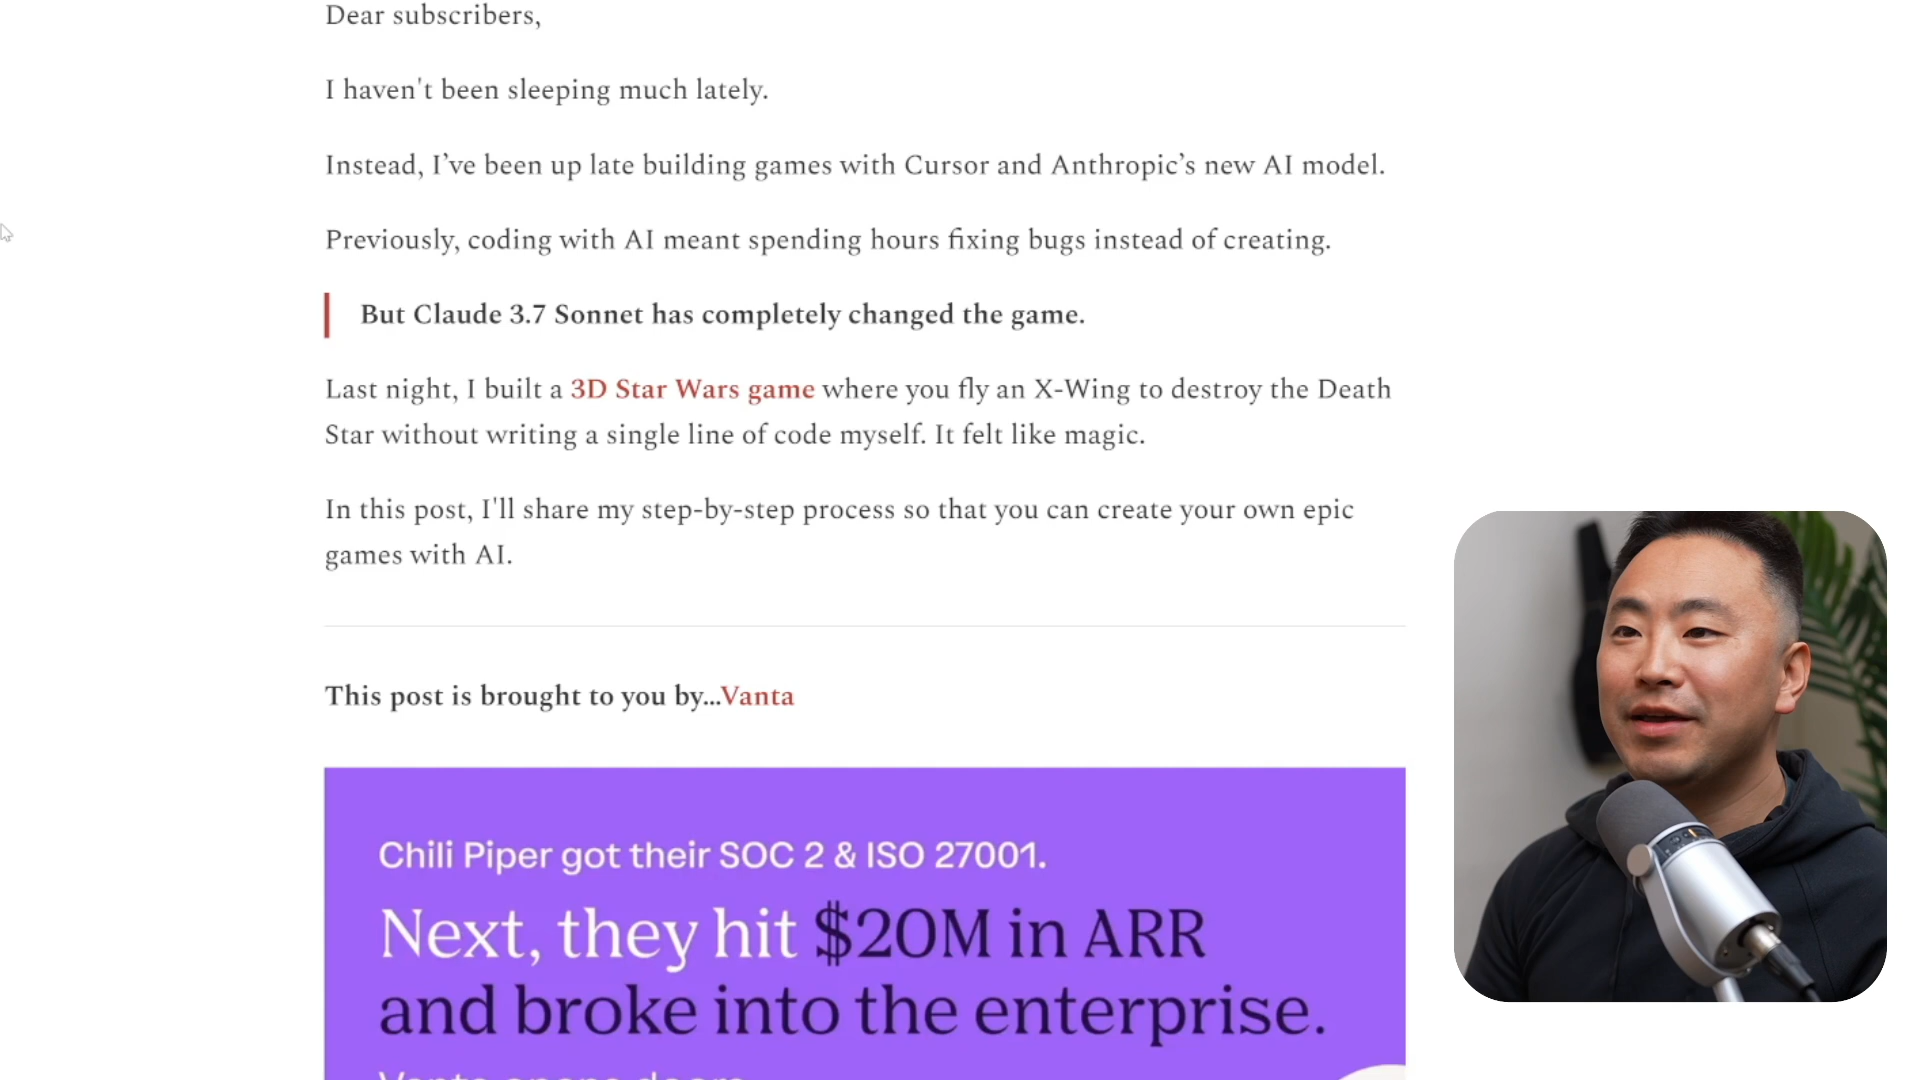 Dear subscribers,
I haven't been sleeping much lately.
Instead, I’ve been up late building games with Cursor and Anthropic’s new AI model.
Previously, coding with AI meant spending hours fixing bugs instead of creating.
But Claude 3.7 Sonnet has completely changed the game.
Last night, I built a 3D Star Wars game where you fly an X-Wing to destroy the Death
Star without writing a single line of code myself. It felt like magic.
In this post, I'll share my step-by-step process so that you can create your own epic
games with AI.
This post is brought to you by...Vanta
Chili Piper got their SOC 2 & ISO 27001.
Next, they hit $20M in ARR
and broke into the enterprise.